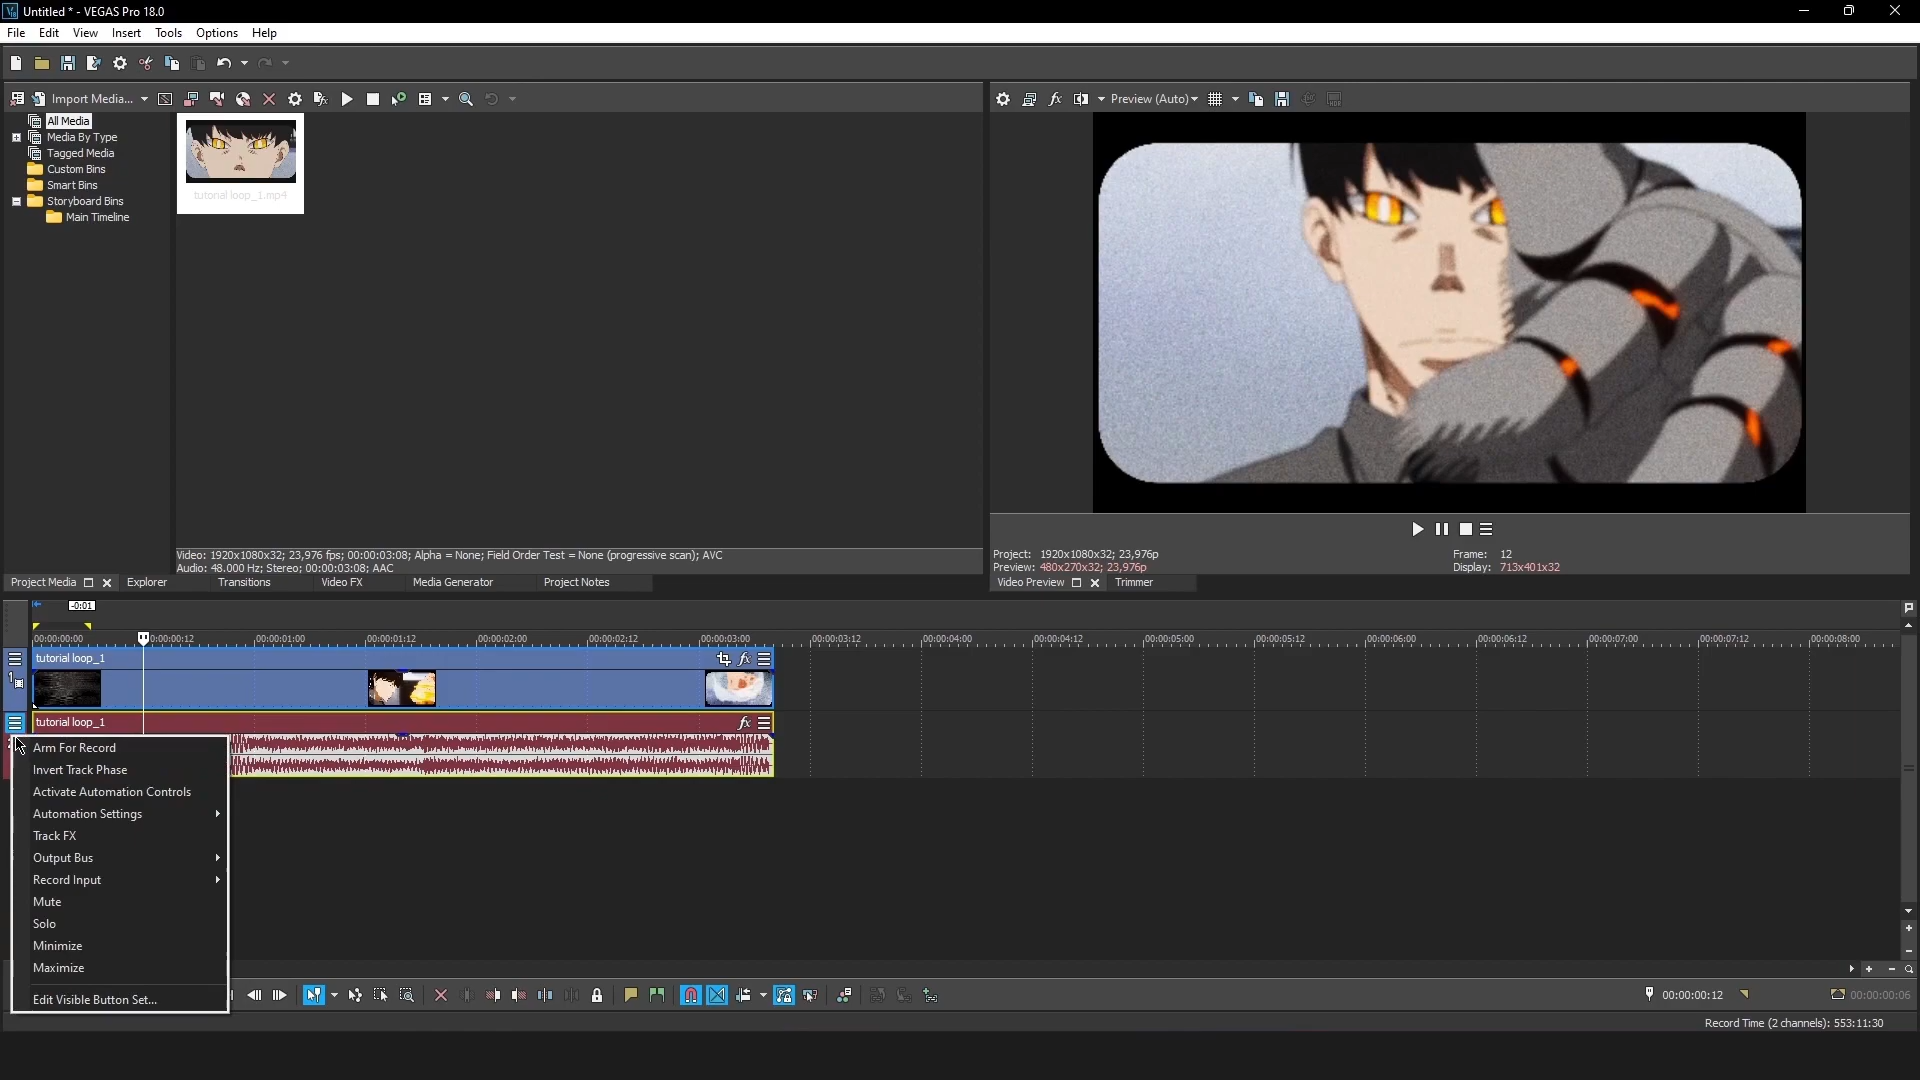 Untitled * - VEGAS Pro 18.0
File Edit View Insert Tools Options Help
Import Media...
Preview (Auto)
All Media
Media By Type
Tagged Media
Custom Bins
Smart Bins
Storyboard Bins
Main Timeline
tutorial loop_1.mp4
Video: 1920x1080x32; 23,976 fps; 00:00:03:08; Alpha = None; Field Order Test = None (progressive scan); AVC
Audio: 48.000 Hz; Stereo; 00:00:03:08; AAC
Project: 1920x1080x32; 23,976p
Preview: 480x270x32; 23,976p
Frame: 12
Display: 713x401x32
Project Media Explorer Transitions Video FX Media Generator Project Notes
Video Preview Trimmer
-0:01
00:00:00:00 0:00:00:12 00:00:01:00 00:00:01:12 00:00:02:00 00:00:02:12 00:00:03:00 00:00:03:12 00:00:04:00 00:00:04:12 00:00:05:00 00:00:05:12 00:00:06:00 00:00:06:12 00:00:07:00 00:00:07:12 00:00:08:00
tutorial loop_1 fx
1
tutorial loop_1 fx
Arm For Record
Invert Track Phase
Activate Automation Controls
Automation Settings
Track FX
Output Bus
Record Input
Mute
Solo
Minimize
Maximize
Edit Visible Button Set...
00:00:00:12 00:00:00:06
Record Time (2 channels): 553:11:30